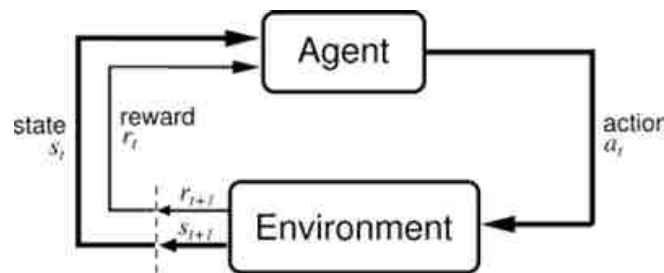 Agent
state
s_t
reward
r_t
action
a_t
r_{t+1}
s_{t+1}
Environment